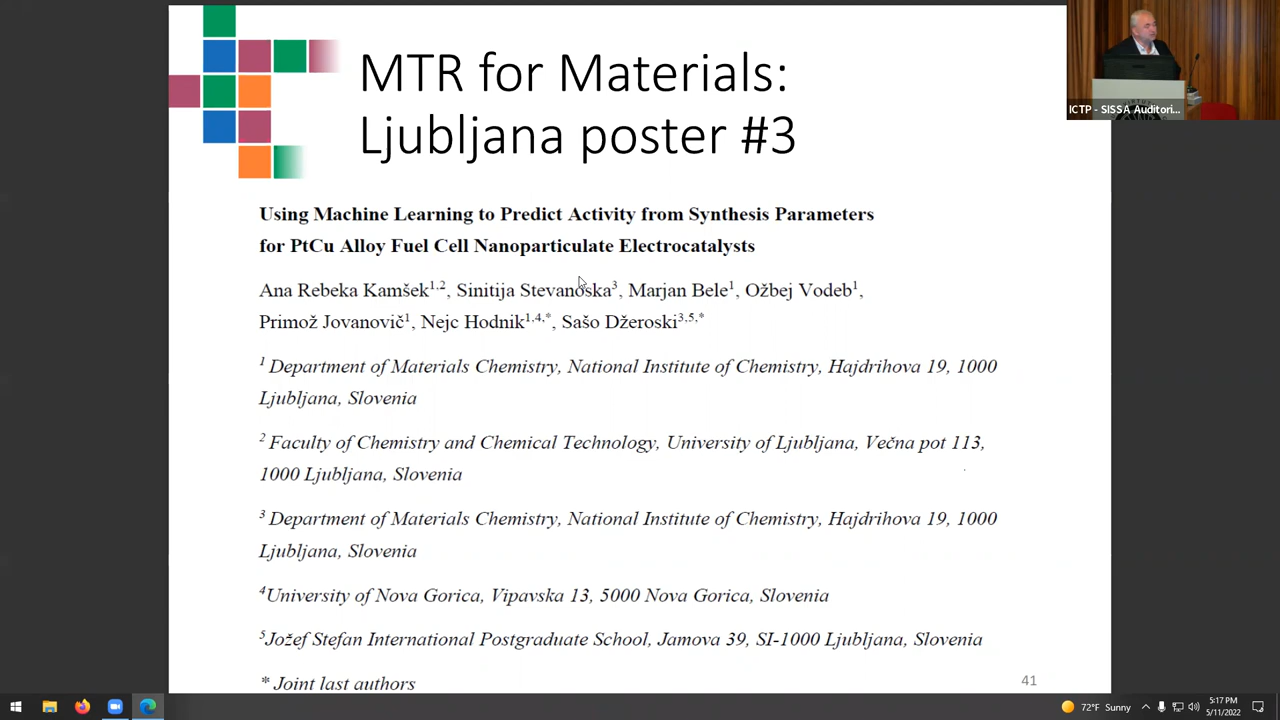 MTR for Materials:
Ljubljana poster #3
Using Machine Learning to Predict Activity from Synthesis Parameters
for PtCu Alloy Fuel Cell Nanoparticulate Electrocatalysts
Ana Rebeka Kamšek1,2, Sinitija Stevanoska3, Marjan Bele1, Ožbej Vodeb1,
Primož Jovanovič1, Nejc Hodnik1,4,*, Sašo Džeroski3,5,*
1 Department of Materials Chemistry, National Institute of Chemistry, Hajdrihova 19, 1000
Ljubljana, Slovenia
2 Faculty of Chemistry and Chemical Technology, University of Ljubljana, Večna pot 113,
1000 Ljubljana, Slovenia
3 Department of Materials Chemistry, National Institute of Chemistry, Hajdrihova 19, 1000
Ljubljana, Slovenia
4University of Nova Gorica, Vipavska 13, 5000 Nova Gorica, Slovenia
5Jožef Stefan International Postgraduate School, Jamova 39, SI-1000 Ljubljana, Slovenia
* Joint last authors
41
ICTP - SISSA Auditori...
72°F Sunny
5:17 PM
5/11/2022